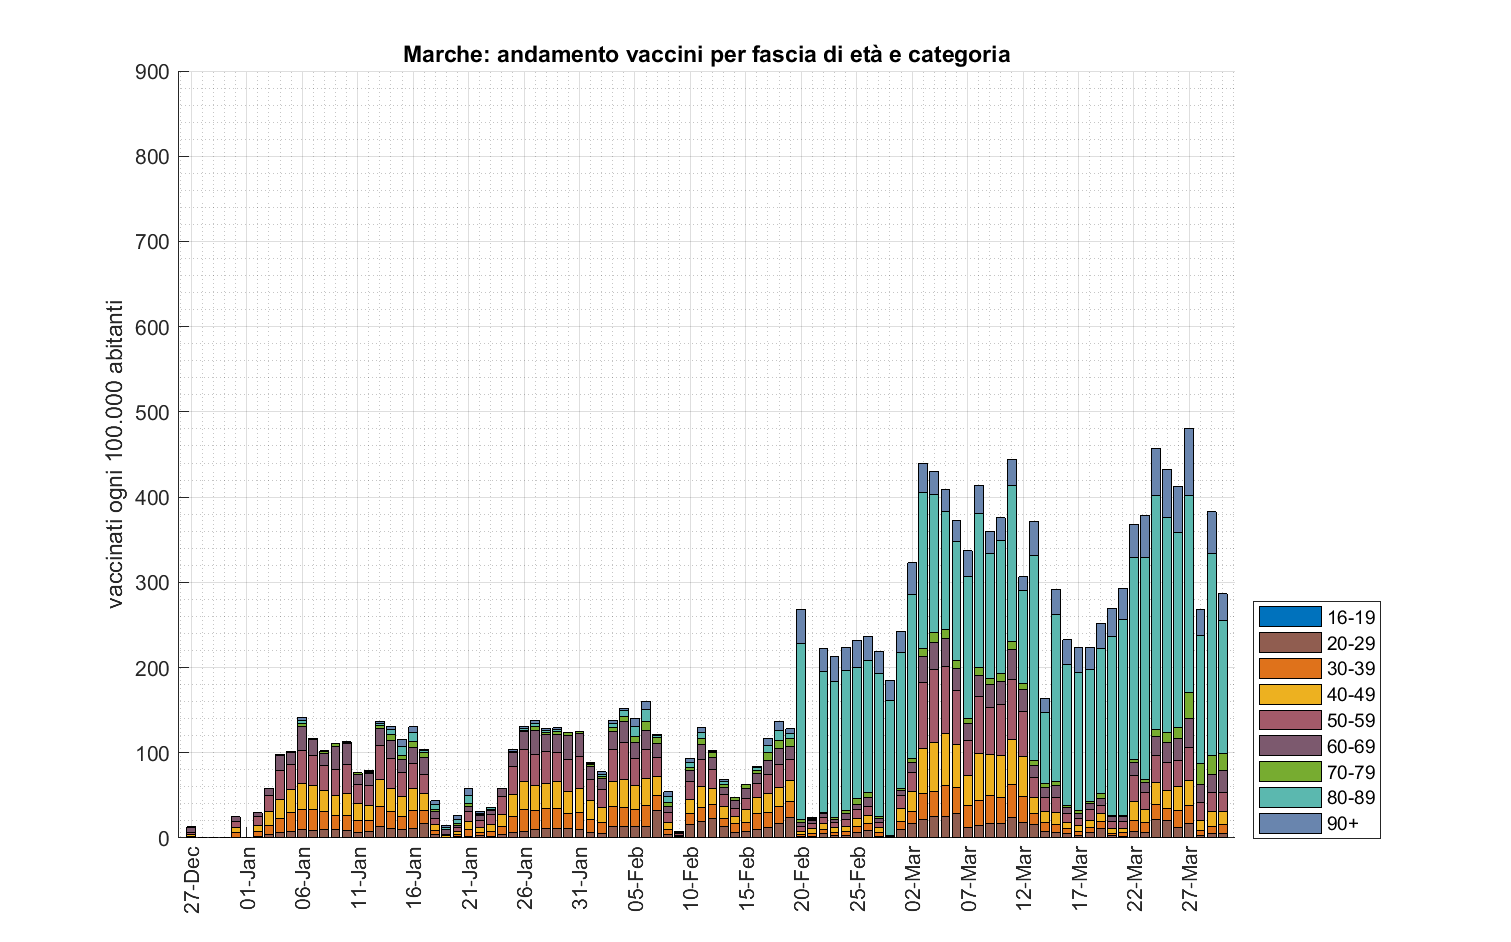 Marche: andamento vaccini per fascia di età e categoria
vaccinati ogni 100.000 abitanti
900
800
700
600
500
400
300
200
100
0
27-Dec
01-Jan
06-Jan
11-Jan
16-Jan
21-Jan
26-Jan
31-Jan
05-Feb
10-Feb
15-Feb
20-Feb
25-Feb
02-Mar
07-Mar
12-Mar
17-Mar
22-Mar
27-Mar
16-19
20-29
30-39
40-49
50-59
60-69
70-79
80-89
90+